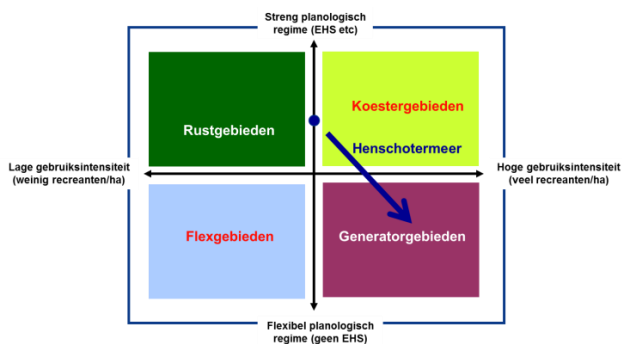 Streng planologisch
regime (EHS etc)
Koestergebieden
Rustgebieden
Henschotermeer
Lage gebruiksintensiteit
(weinig recreanten/ha)
Hoge gebruiksintensiteit
(veel recreanten/ha)
Flexgebieden
Generatorgebieden
Flexibel planologisch
regime (geen EHS)